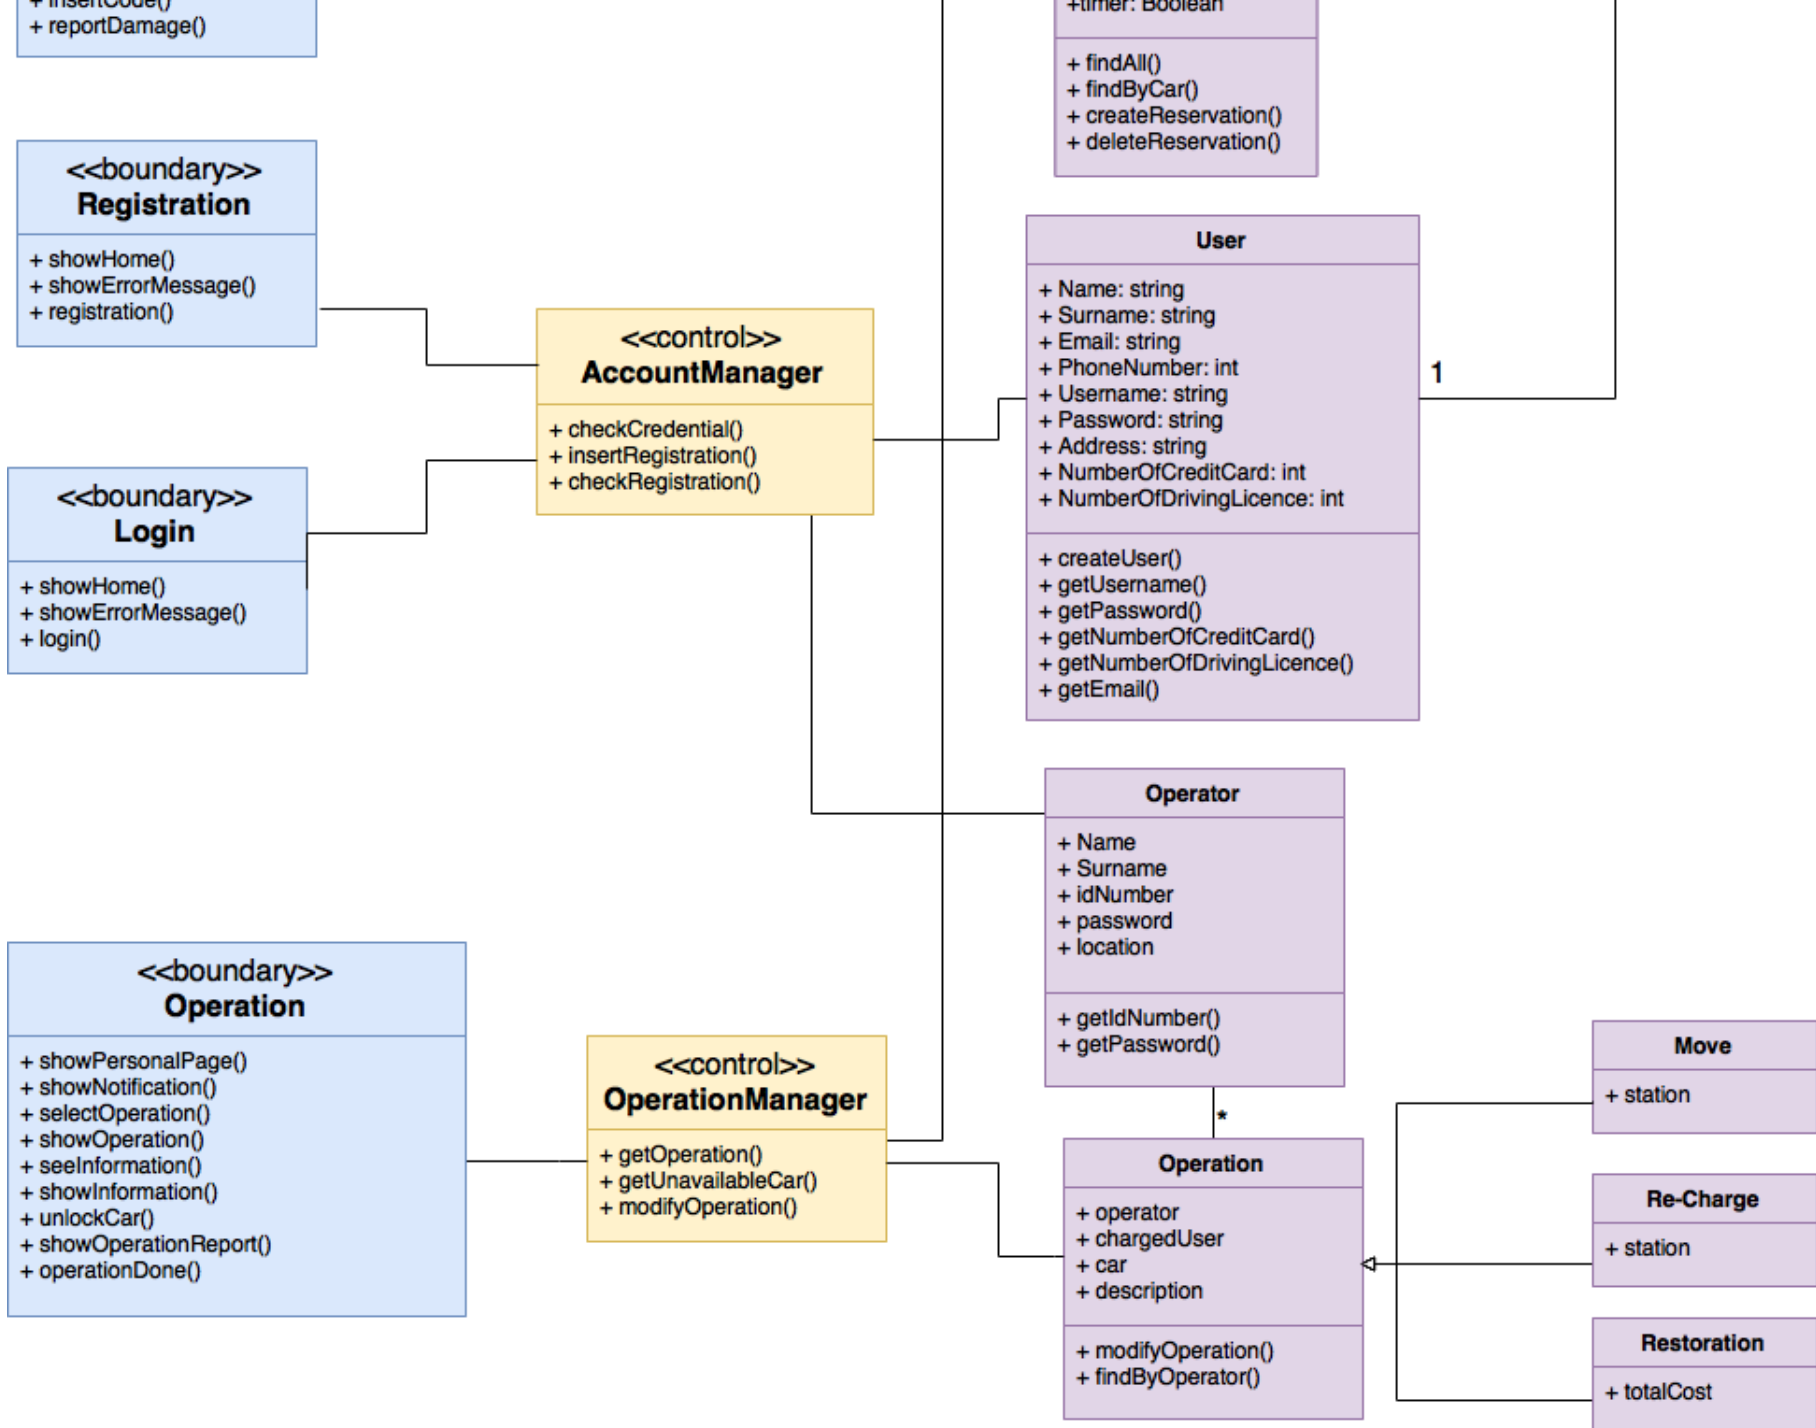 + insertCode()
+ reportDamage()
<<boundary>>
Registration
+ showHome()
+ showErrorMessage()
+ registration()
<<boundary>>
Login
+ showHome()
+ showErrorMessage()
+ login()
<<boundary>>
Operation
+ showPersonalPage()
+ showNotification()
+ selectOperation()
+ showOperation()
+ seeInformation()
+ showInformation()
+ unlockCar()
+ showOperationReport()
+ operationDone()
<<control>>
AccountManager
+ checkCredential()
+ insertRegistration()
+ checkRegistration()
<<control>>
OperationManager
+ getOperation()
+ getUnavailableCar()
+ modifyOperation()
+timer: Boolean
+ findAll()
+ findByCar()
+ createReservation()
+ deleteReservation()
User
+ Name: string
+ Surname: string
+ Email: string
+ PhoneNumber: int
+ Username: string
+ Password: string
+ Address: string
+ NumberOfCreditCard: int
+ NumberOfDrivingLicence: int
+ createUser()
+ getUsername()
+ getPassword()
+ getNumberOfCreditCard()
+ getNumberOfDrivingLicence()
+ getEmail()
1
Operator
+ Name
+ Surname
+ idNumber
+ password
+ location
+ getIdNumber()
+ getPassword()
*
Operation
+ operator
+ chargedUser
+ car
+ description
+ modifyOperation()
+ findByOperator()
Move
+ station
Re-Charge
+ station
Restoration
+ totalCost